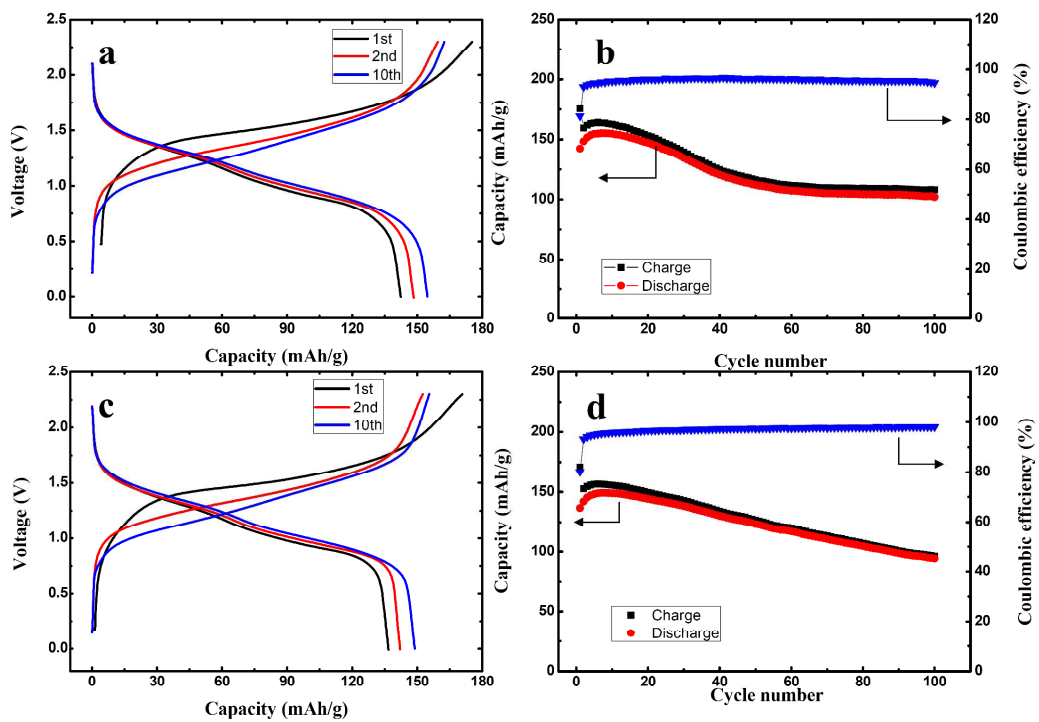 a
1st
2nd
10th
2.5
2.0
1.5
1.0
0.5
0.0
Voltage (V)
0 30 60 90 120 150 180
Capacity (mAh/g)
b
250
200
150
100
50
0
Capacity (mAh/g)
120
100
80
60
40
20
0
Coulombic efficiency (%)
Charge
Discharge
0 20 40 60 80 100
Cycle number
c
1st
2nd
10th
2.5
2.0
1.5
1.0
0.5
0.0
Voltage (V)
0 30 60 90 120 150 180
Capacity (mAh/g)
d
250
200
150
100
50
0
Capacity (mAh/g)
120
100
80
60
40
20
0
Coulombic efficiency (%)
Charge
Discharge
0 20 40 60 80 100
Cycle number